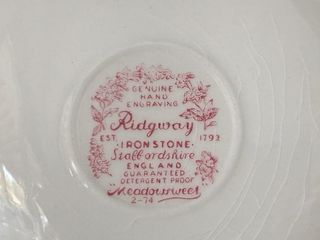 GENUINE
HAND
ENGRAVING
Ridgway
EST. 1792
· IRONSTONE ·
Staffordshire
ENGLAND
GUARANTEED
DETERGENT PROOF
Meadowsweet
2-74